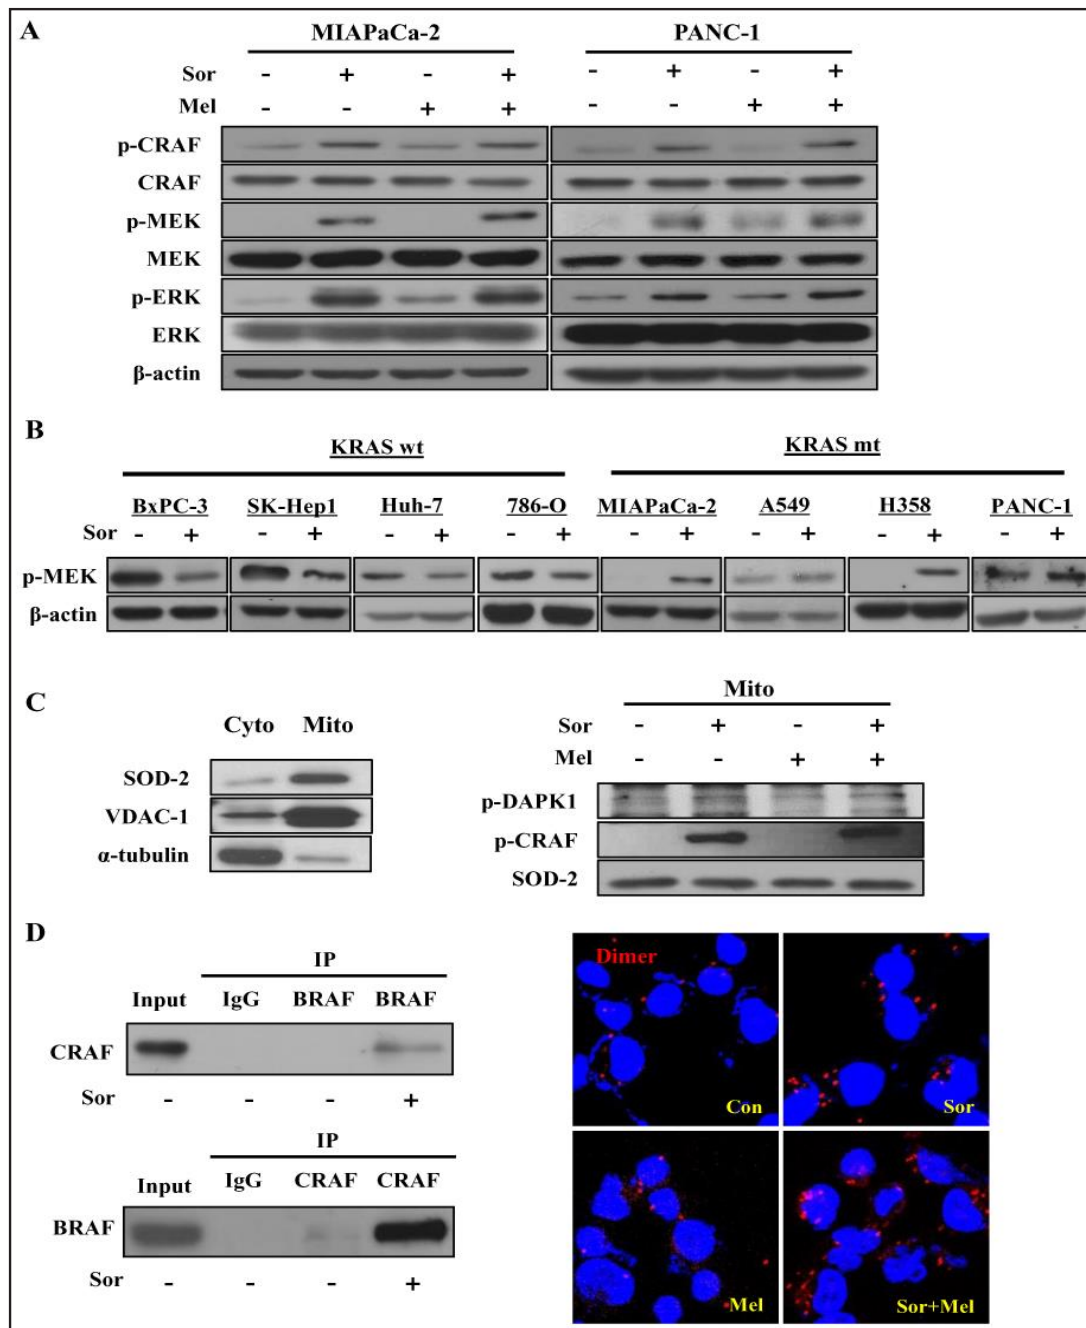 A
MIAPaCa-2 PANC-1
Sor - + - + - + - +
Mel - - + + - - + +
p-CRAF
CRAF
p-MEK
MEK
p-ERK
ERK
β-actin
B
KRAS wt KRAS mt
BxPC-3 SK-Hep1 Huh-7 786-O MIAPaCa-2 A549 H358 PANC-1
Sor - + - + - + - + - + - + - + - +
p-MEK
β-actin
C
Cyto Mito
SOD-2
VDAC-1
α-tubulin
Mito
Sor - + - +
Mel - - + +
p-DAPK1
p-CRAF
SOD-2
D
IP
Input IgG BRAF BRAF
CRAF
Sor - - - +
IP
Input IgG CRAF CRAF
BRAF
Sor - - - +
Dimer
Con
Sor
Mel
Sor+Mel